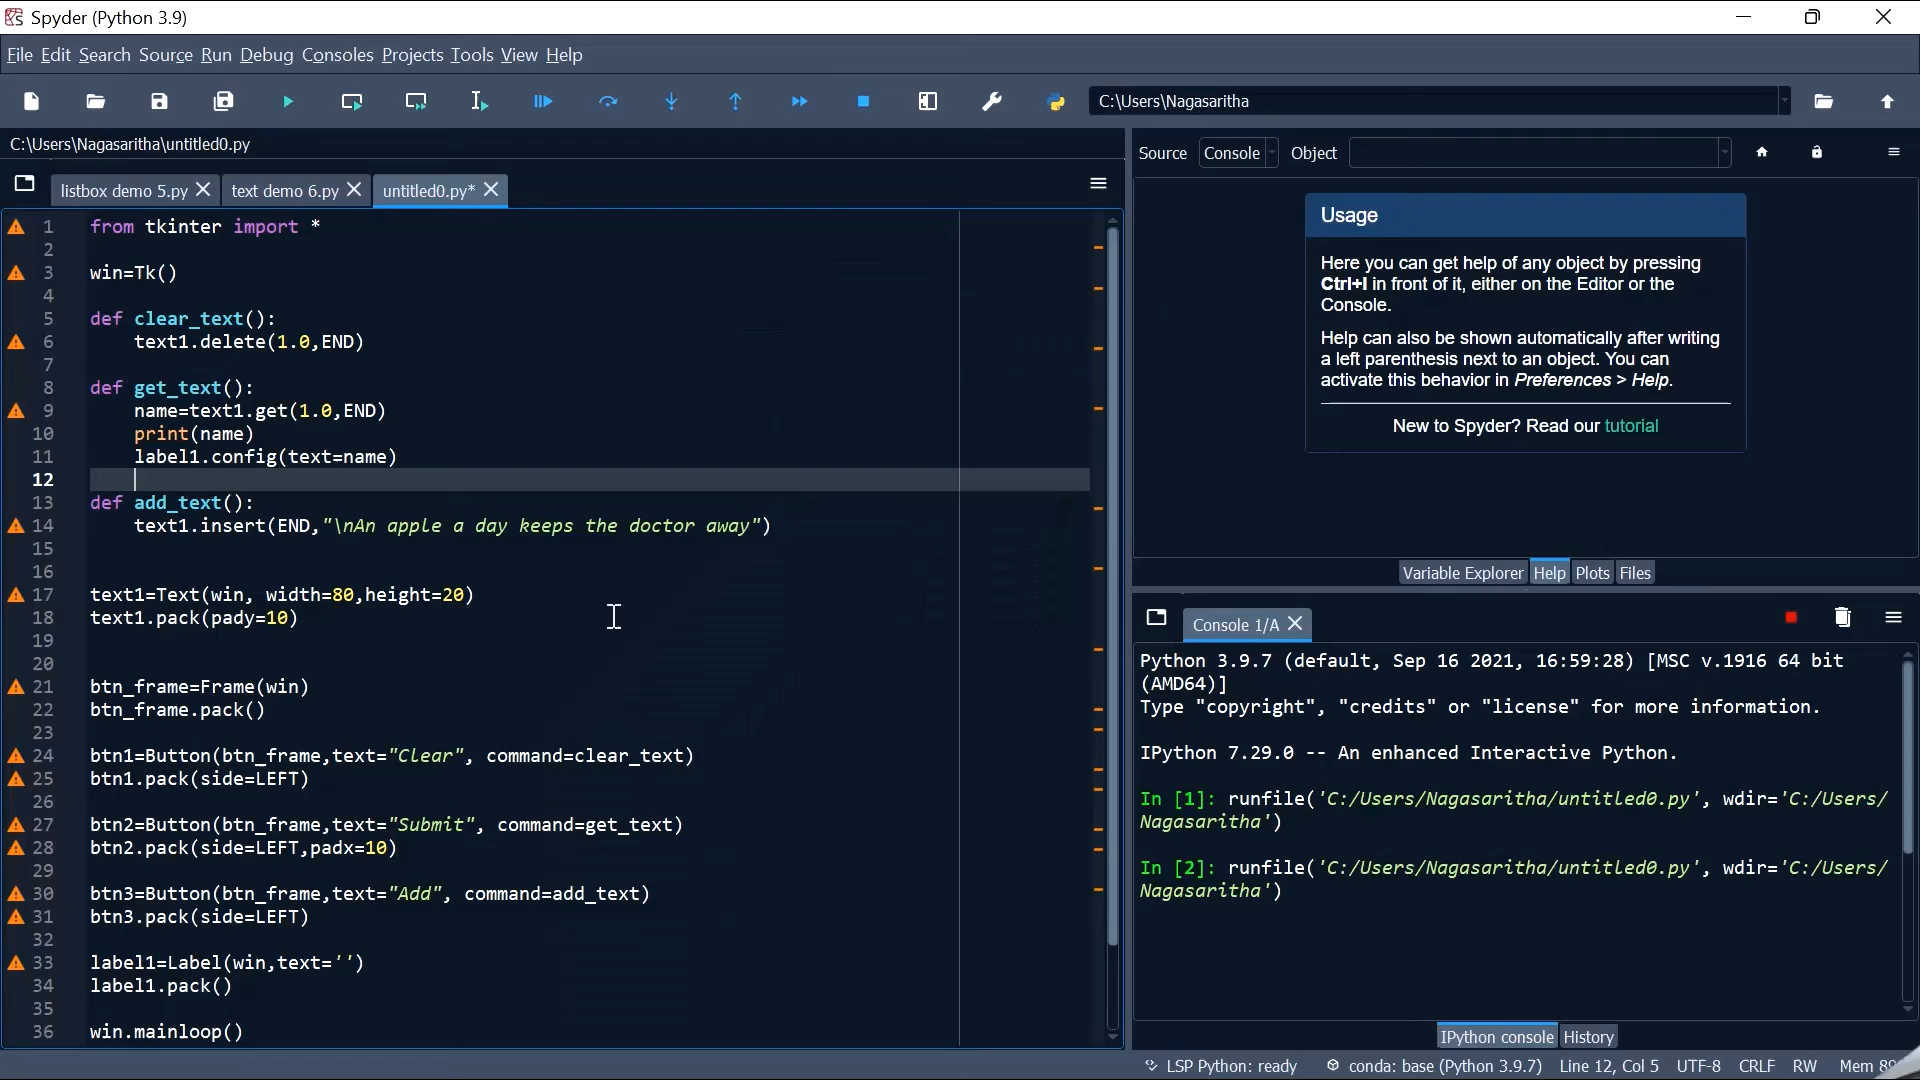 Spyder (Python 3.9)
File Edit Search Source Run Debug Consoles Projects Tools View Help
C:\Users\Nagasaritha
C:\Users\Nagasaritha\untitled0.py
listbox demo 5.py text demo 6.py untitled0.py*
1 from tkinter import *
2
3 win=Tk()
4
5 def clear_text():
6 text1.delete(1.0,END)
7
8 def get_text():
9 name=text1.get(1.0,END)
10 print(name)
11 label1.config(text=name)
12
13 def add_text():
14 text1.insert(END,"\nAn apple a day keeps the doctor away")
15
16
17 text1=Text(win, width=80,height=20)
18 text1.pack(pady=10)
19
20
21 btn_frame=Frame(win)
22 btn_frame.pack()
23
24 btn1=Button(btn_frame,text="Clear", command=clear_text)
25 btn1.pack(side=LEFT)
26
27 btn2=Button(btn_frame,text="Submit", command=get_text)
28 btn2.pack(side=LEFT,padx=10)
29
30 btn3=Button(btn_frame,text="Add", command=add_text)
31 btn3.pack(side=LEFT)
32
33 label1=Label(win,text='')
34 label1.pack()
35
36 win.mainloop()
Source Console Object
Usage
Here you can get help of any object by pressing
Ctrl+I in front of it, either on the Editor or the
Console.
Help can also be shown automatically after writing
a left parenthesis next to an object. You can
activate this behavior in Preferences > Help.
New to Spyder? Read our tutorial
Variable Explorer Help Plots Files
Console 1/A
Python 3.9.7 (default, Sep 16 2021, 16:59:28) [MSC v.1916 64 bit
(AMD64)]
Type "copyright", "credits" or "license" for more information.
IPython 7.29.0 -- An enhanced Interactive Python.
In [1]: runfile('C:/Users/Nagasaritha/untitled0.py', wdir='C:/Users/
Nagasaritha')
In [2]: runfile('C:/Users/Nagasaritha/untitled0.py', wdir='C:/Users/
Nagasaritha')
IPython console History
LSP Python: ready conda: base (Python 3.9.7) Line 12, Col 5 UTF-8 CRLF RW Mem